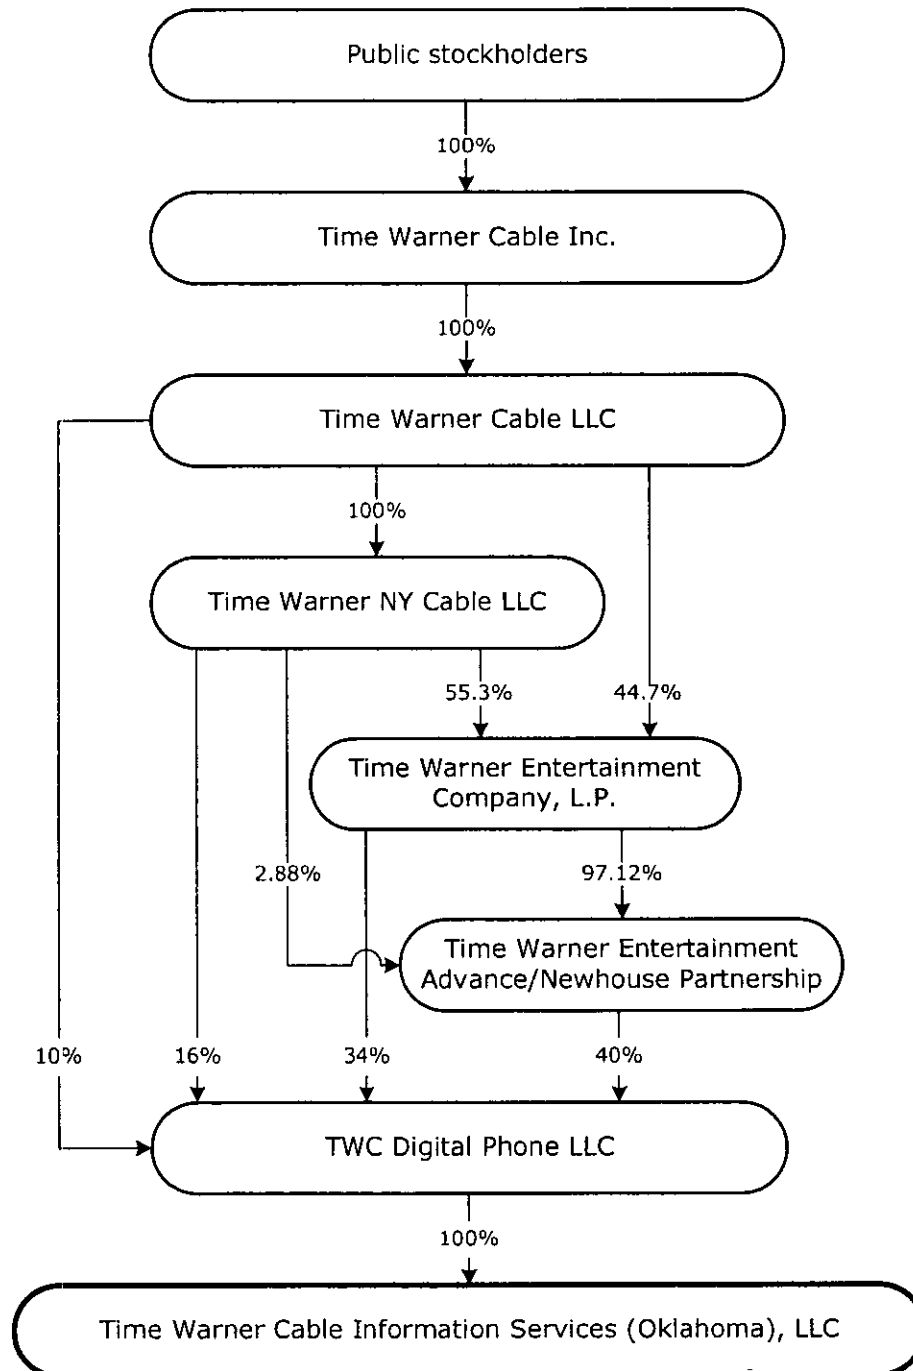 Public stockholders
100%
Time Warner Cable Inc.
100%
Time Warner Cable LLC
100%
Time Warner NY Cable LLC
55.3%
44.7%
Time Warner Entertainment
Company, L.P.
2.88%
97.12%
Time Warner Entertainment
Advance/Newhouse Partnership
10%
16%
34%
40%
TWC Digital Phone LLC
100%
Time Warner Cable Information Services (Oklahoma), LLC